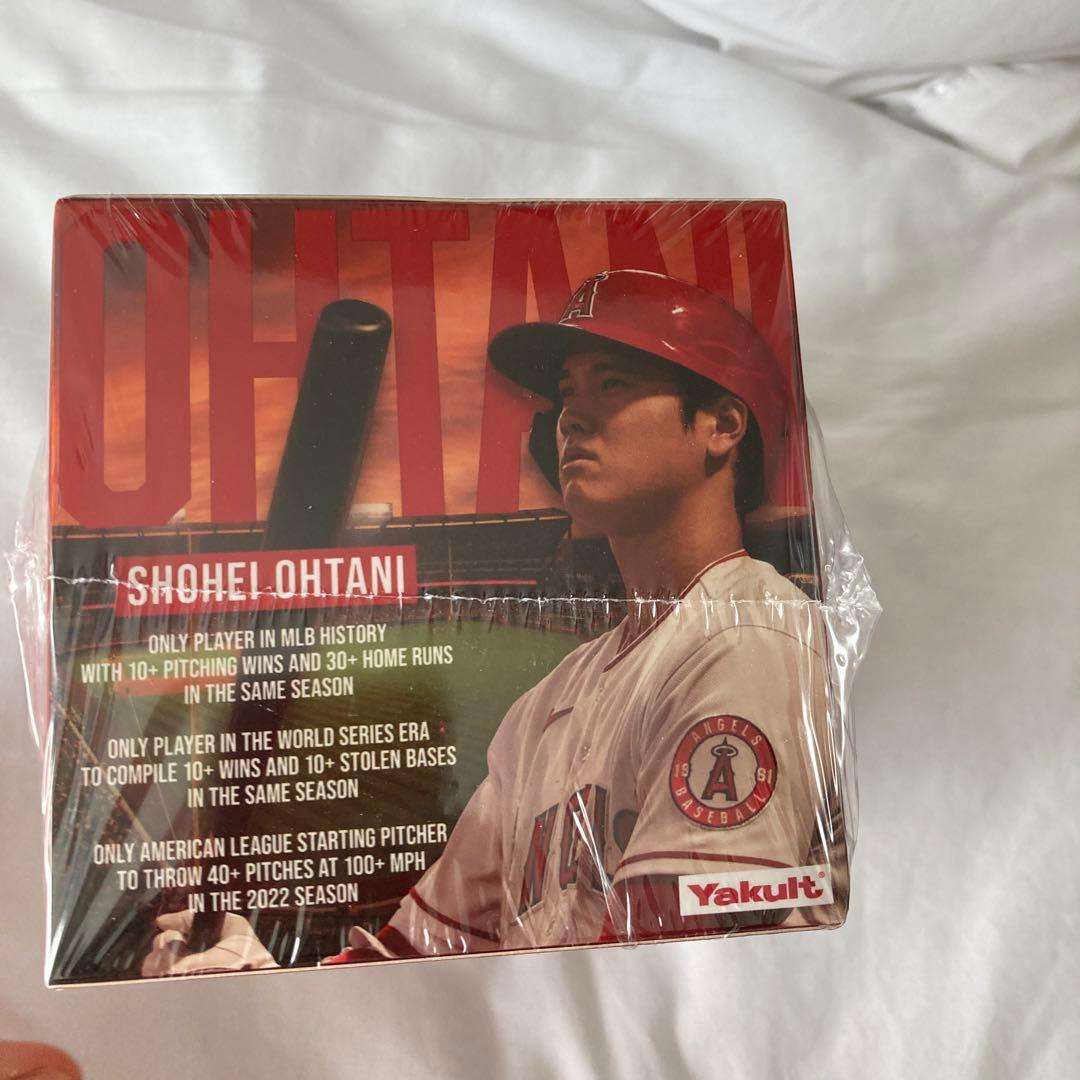 OHTANI
A
SHOHEI OHTANI
ONLY PLAYER IN MLB HISTORY
WITH 10+ PITCHING WINS AND 30+ HOME RUNS
IN THE SAME SEASON
ONLY PLAYER IN THE WORLD SERIES ERA
TO COMPILE 10+ WINS AND 10+ STOLEN BASES
IN THE SAME SEASON
ONLY AMERICAN LEAGUE STARTING PITCHER
TO THROW 40+ PITCHES AT 100+ MPH
IN THE 2022 SEASON
ANGELS
19 A 61
BASEBALL
Yakult®